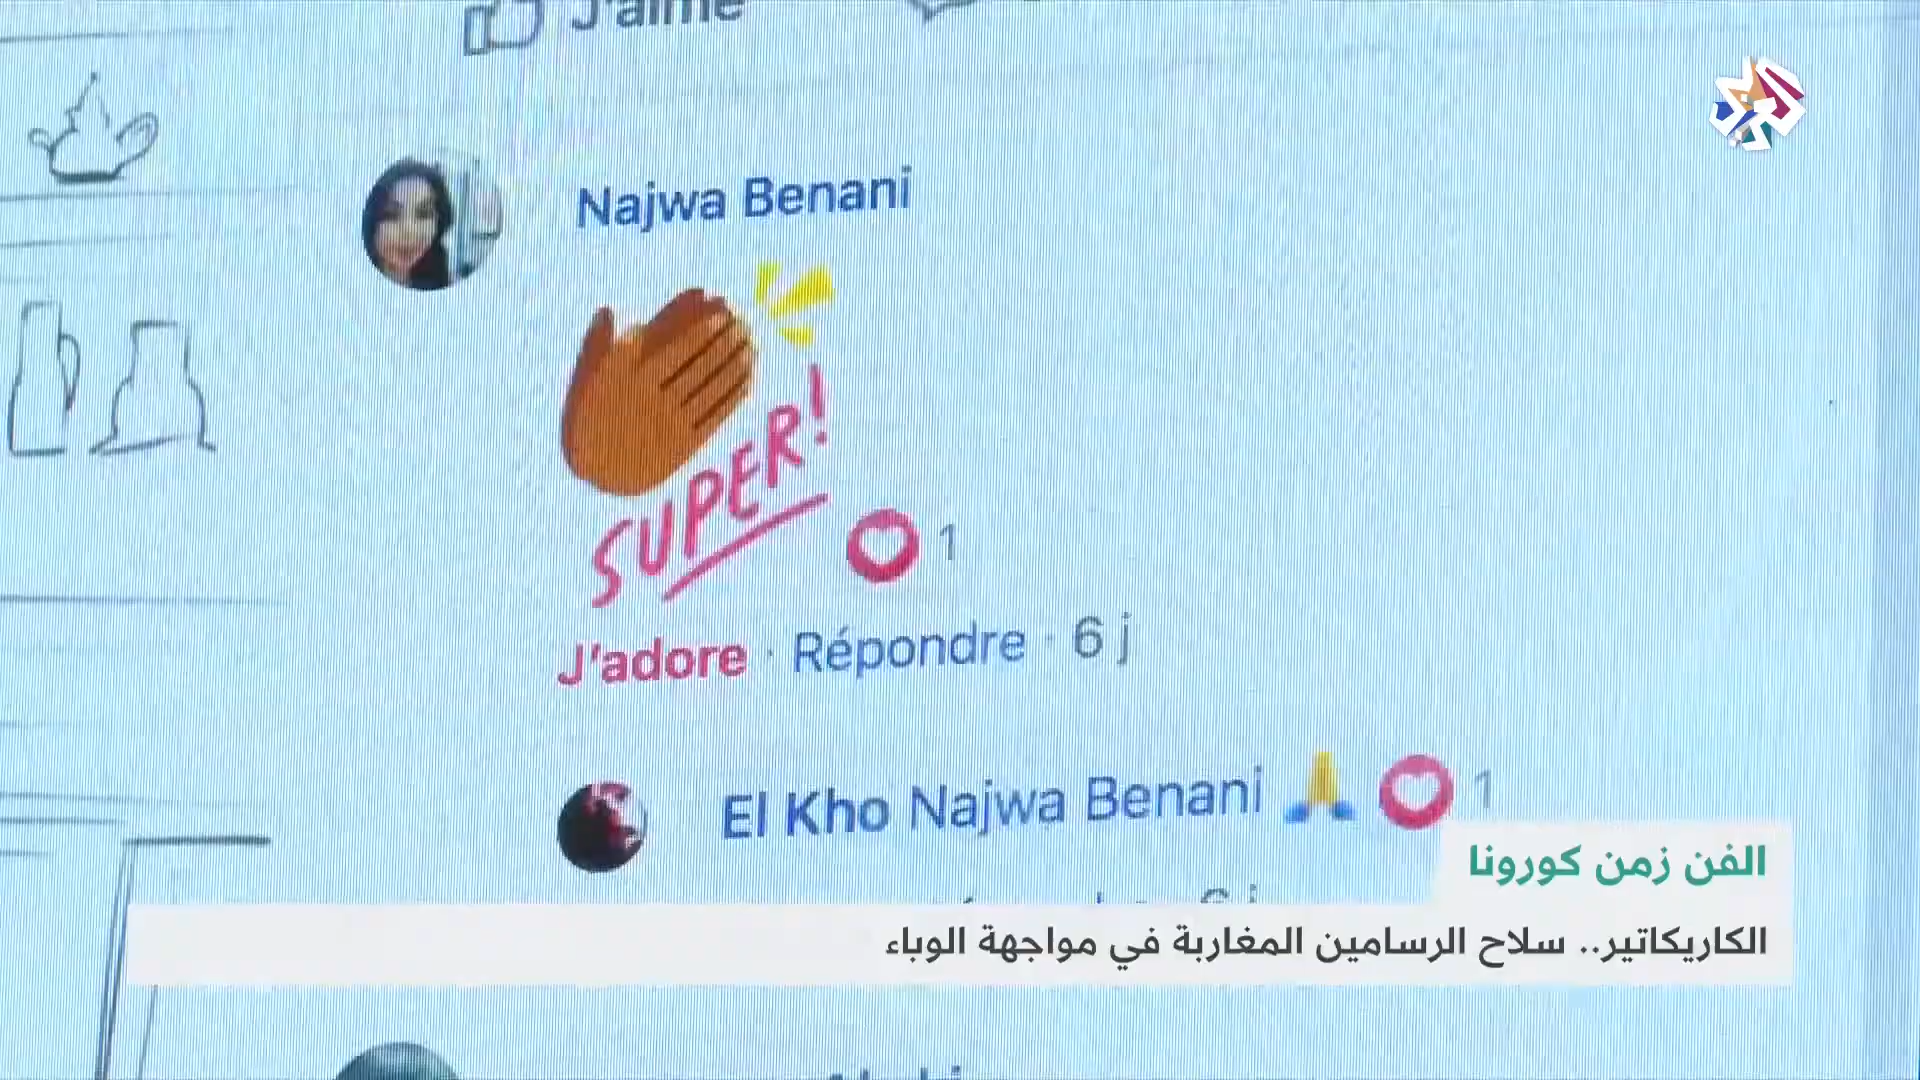 J'aime
Najwa Benani
SUPER!
1
J'adore · Répondre · 6 j
El Kho Najwa Benani 1
الفن زمن كورونا
الكاريكاتير.. سلاح الرسامين المغاربة في مواجهة الوباء